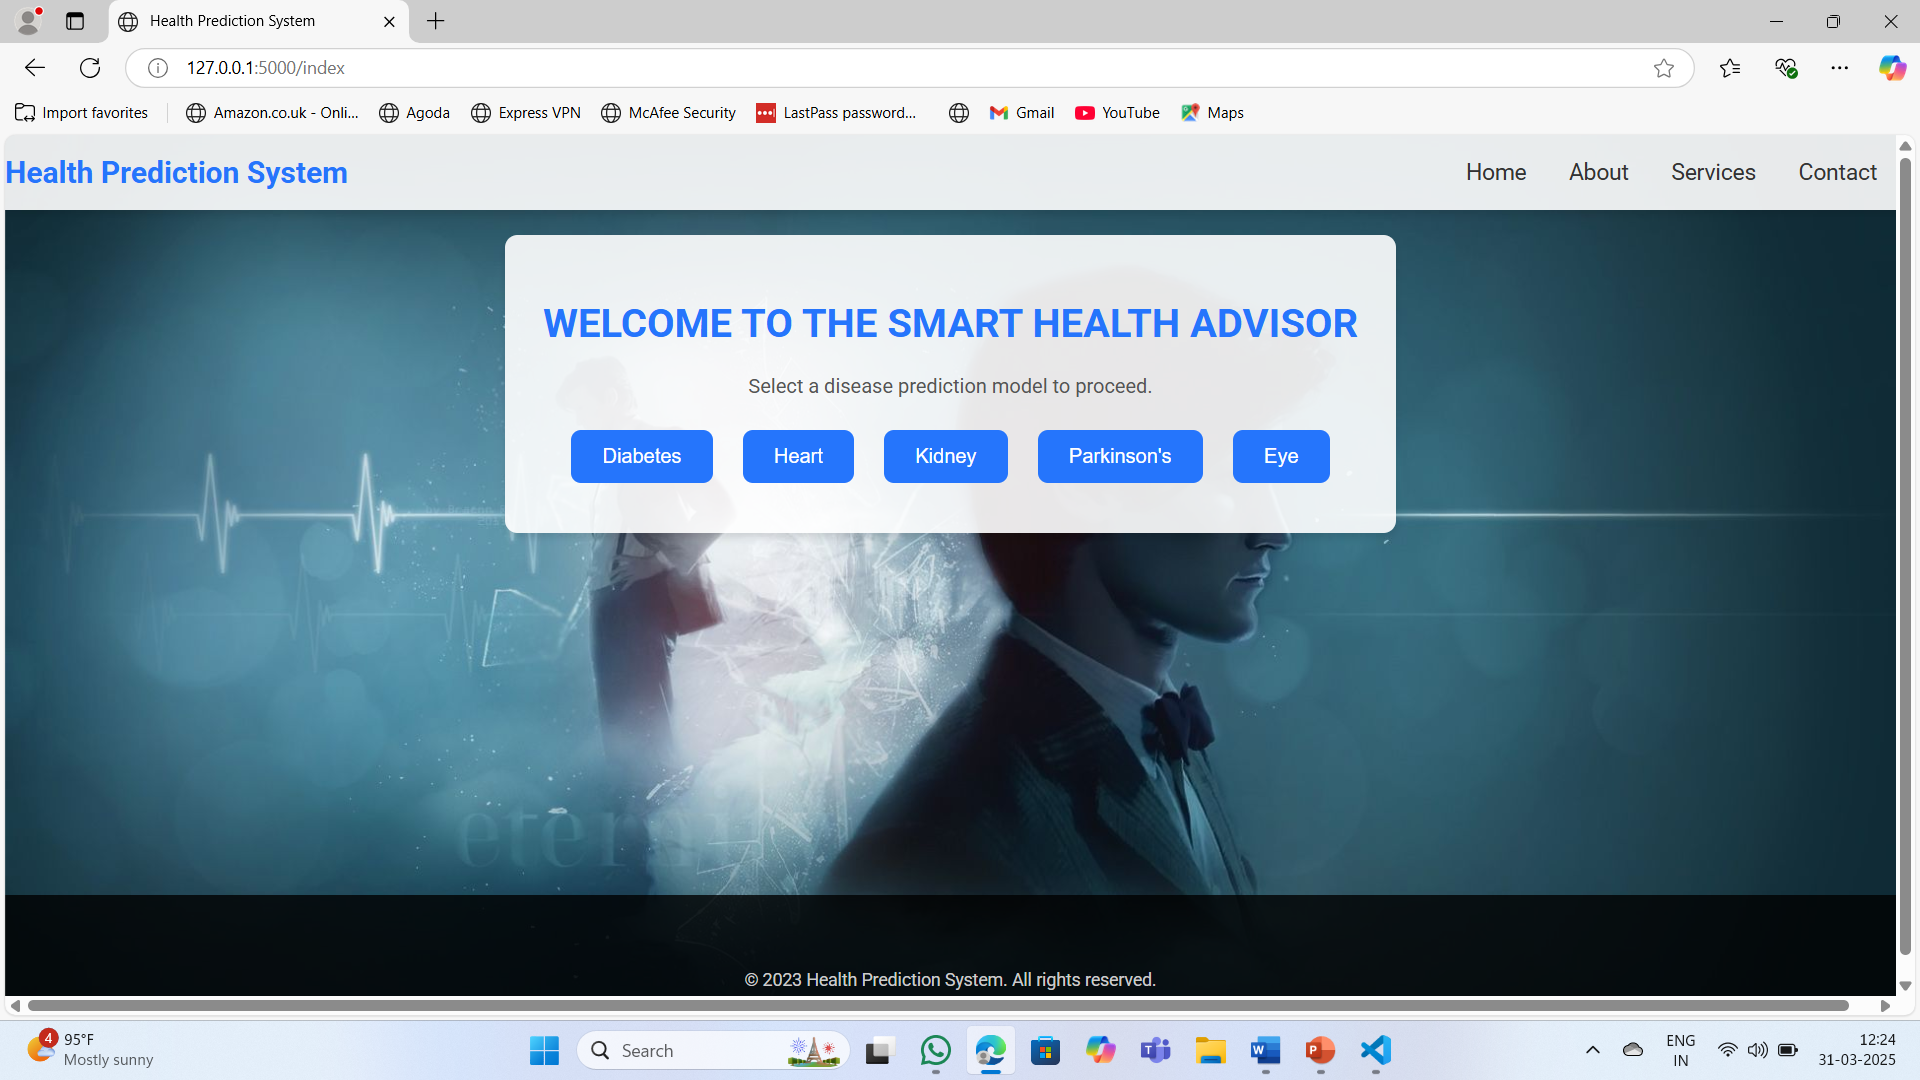 Health Prediction System
127.0.0.1:5000/index
Import favorites
Amazon.co.uk - Onli...
Agoda
Express VPN
McAfee Security
LastPass password...
Gmail
YouTube
Maps
Health Prediction System
Home
About
Services
Contact
WELCOME TO THE SMART HEALTH ADVISOR
Select a disease prediction model to proceed.
Diabetes
Heart
Kidney
Parkinson's
Eye
© 2023 Health Prediction System. All rights reserved.
4
95°F
Mostly sunny
Search
ENG
IN
12:24
31-03-2025